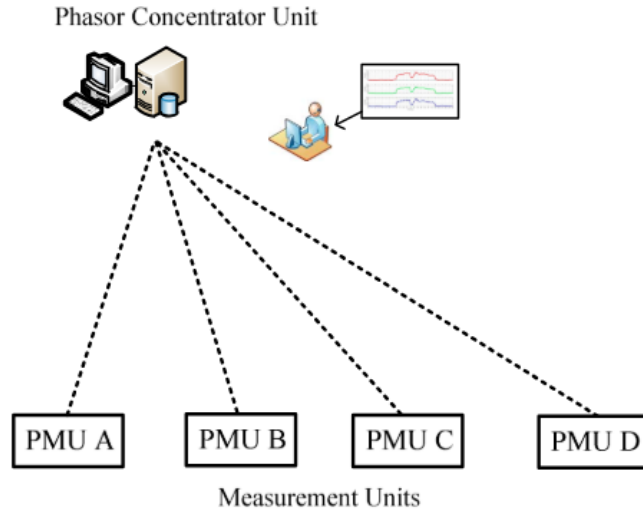 Phasor Concentrator Unit
PMU A
PMU B
PMU C
PMU D
Measurement Units